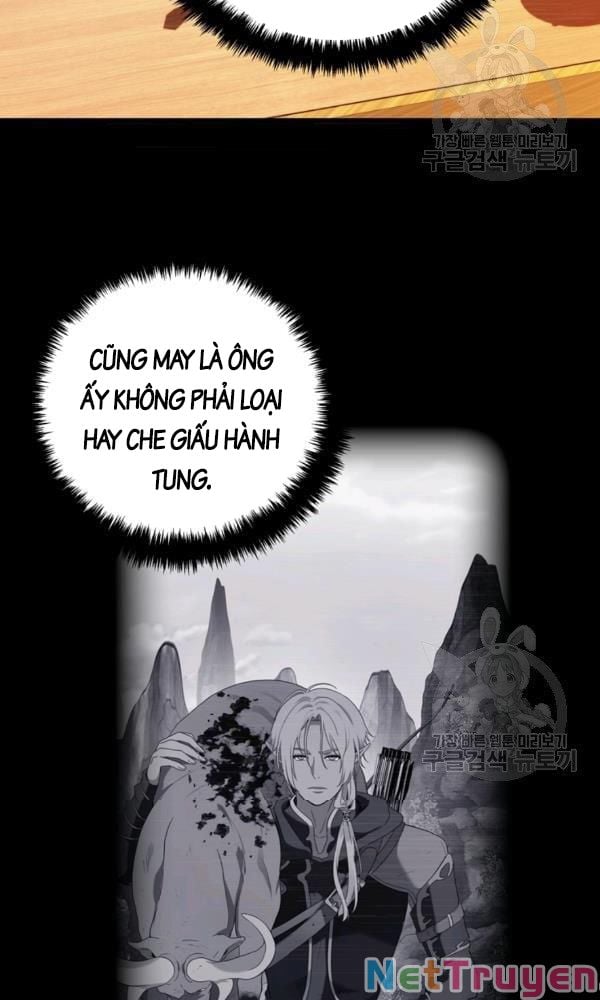 가장 빠른 웹툰 미리보기
구글검색 뉴토끼
CŨNG MAY LÀ ÔNG
ẤY KHÔNG PHẢI LOẠI
HAY CHE GIẤU HÀNH
TUNG.
가장 빠른 웹툰 미리보기
구글검색 뉴토끼
NetTruyen